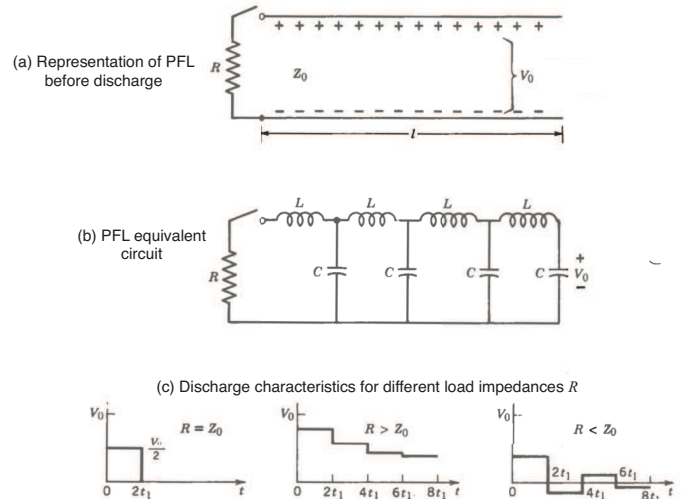 (a) Representation of PFL
before discharge
R
Z₀
V₀
+ + + + + + + + + + + +
l
(b) PFL equivalent
circuit
L L L L
R
C C C C
+
V₀
−
(c) Discharge characteristics for different load impedances R
V₀
R = Z₀
V₀/2
0 2t₁ t
V₀
R > Z₀
0 2t₁ 4t₁ 6t₁ 8t₁ t
V₀
R < Z₀
2t₁ 6t₁
0 4t₁ 8t₁ t